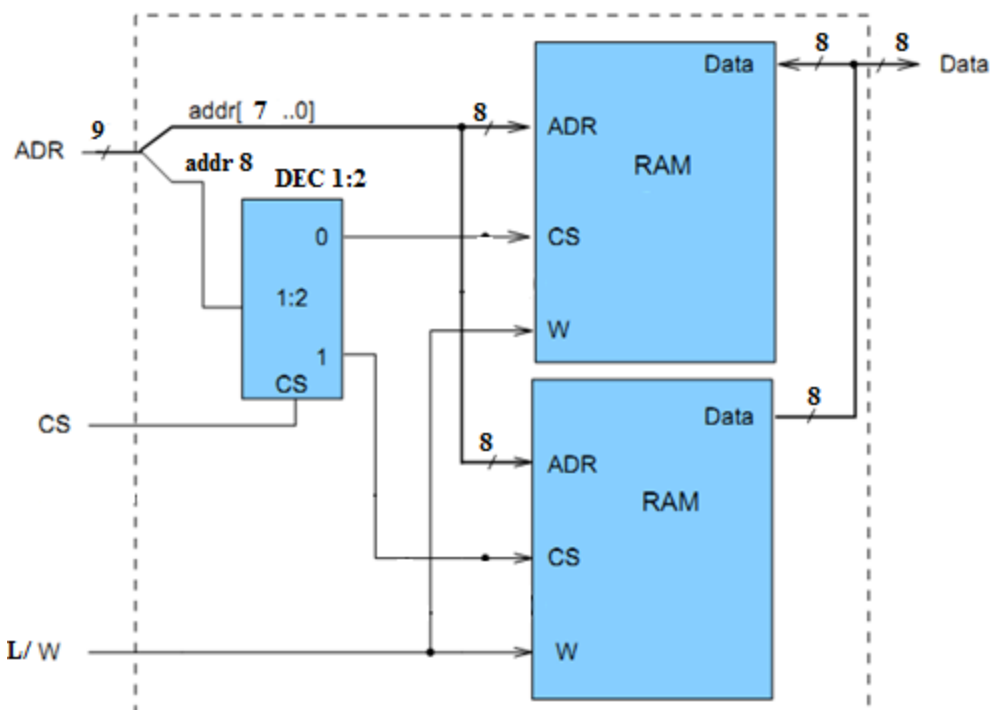 8 8
Data Data
addr[ 7 ..0] 8
9 ADR
ADR RAM
addr 8
DEC 1:2
0 CS
1:2
W
1
CS 8
Data
CS
8
ADR
RAM
CS
L/ W W